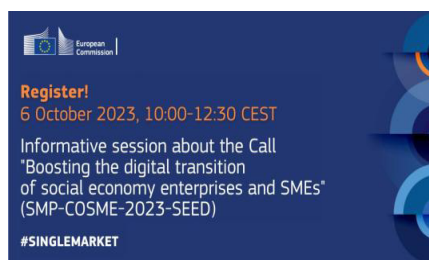 European
Commission
Register!
6 October 2023, 10:00-12:30 CEST
Informative session about the Call
"Boosting the digital transition
of social economy enterprises and SMEs"
(SMP-COSME-2023-SEED)
#SINGLEMARKET